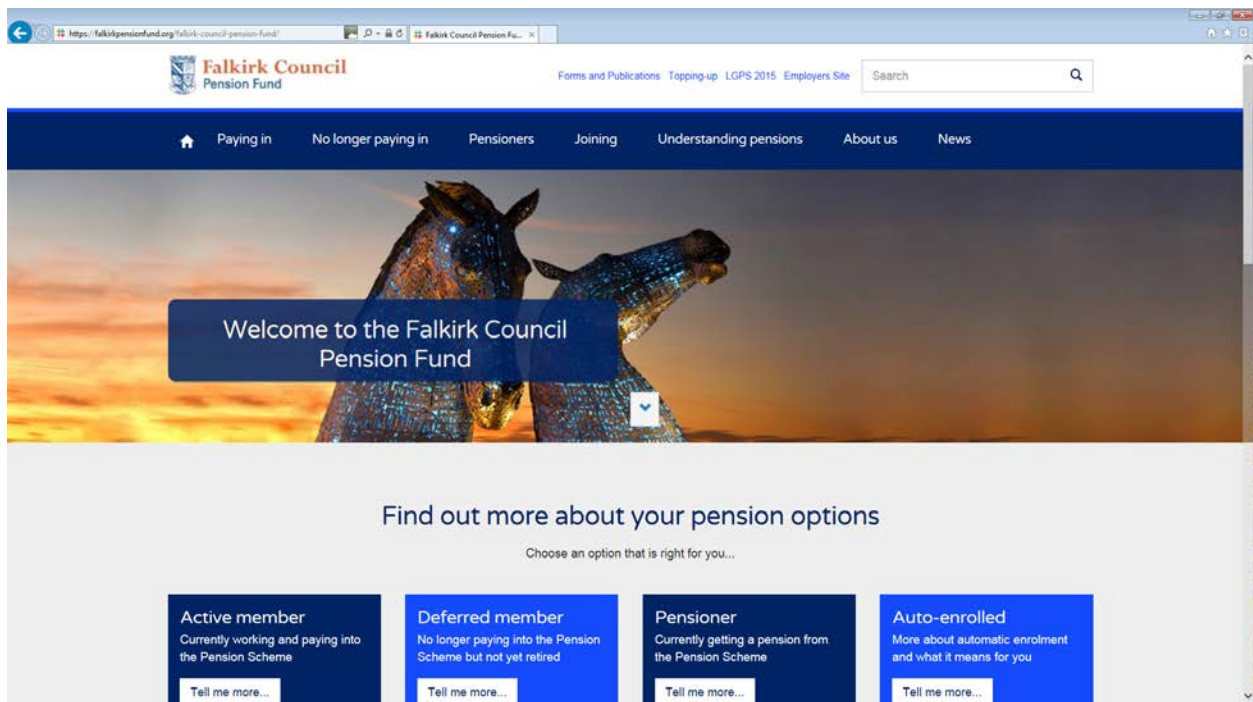 https://falkirkpensionfund.org/falkirk-council-pension-fund/
Falkirk Council Pension Fu...
Falkirk Council
Pension Fund
Forms and Publications Topping-up LGPS 2015 Employers Site
Search
Paying in No longer paying in Pensioners Joining Understanding pensions About us News
Welcome to the Falkirk Council
Pension Fund
Find out more about your pension options
Choose an option that is right for you...
Active member
Currently working and paying into
the Pension Scheme
Tell me more...
Deferred member
No longer paying into the Pension
Scheme but not yet retired
Tell me more...
Pensioner
Currently getting a pension from
the Pension Scheme
Tell me more...
Auto-enrolled
More about automatic enrolment
and what it means for you
Tell me more...